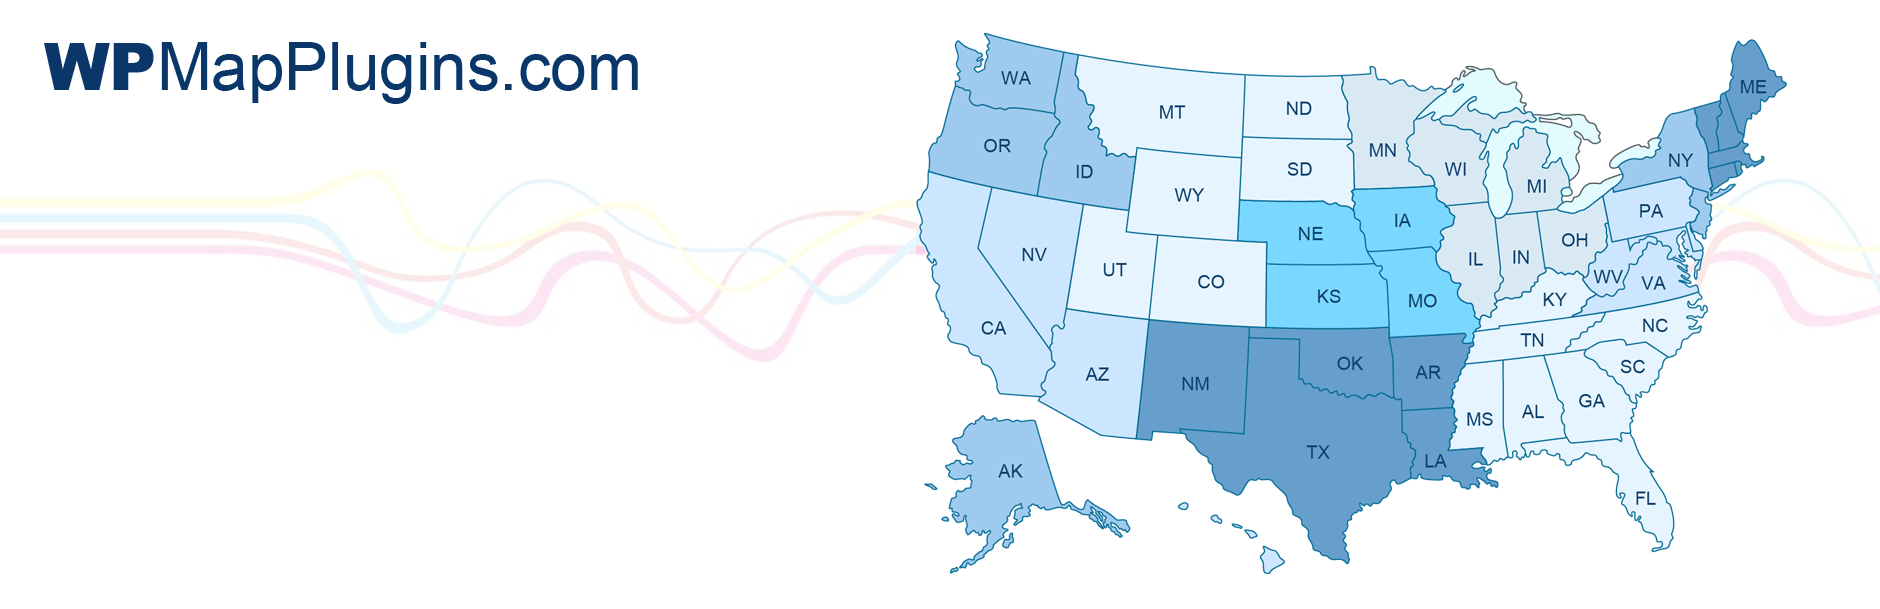 WPMapPlugins.com
WA
MT
ND
ME
OR
ID
MN
NY
SD
WI
MI
WY
IA
PA
NE
OH
NV
UT
CO
IL
IN
WV
VA
KS
MO
KY
CA
TN
NC
AZ
NM
OK
AR
SC
MS
AL
GA
TX
LA
AK
FL